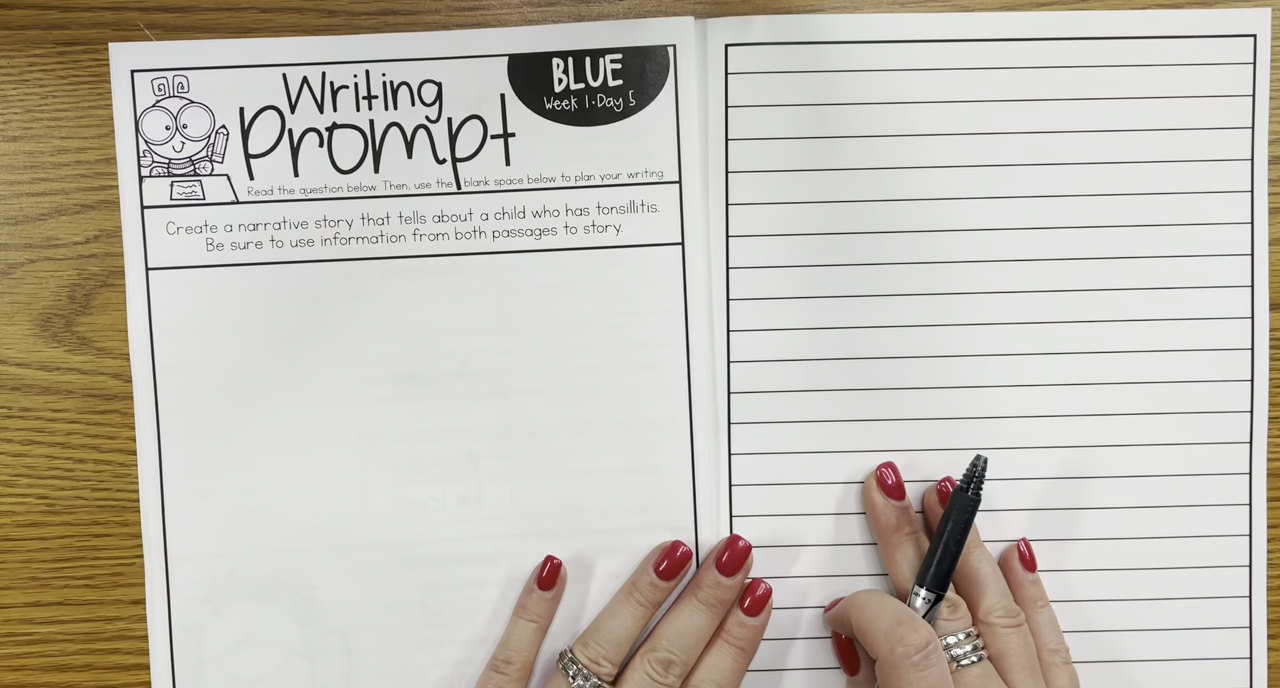 Writing
Prompt
BLUE
Week 1•Day 5
Read the question below. Then, use the blank space below to plan your writing.
Create a narrative story that tells about a child who has tonsillitis.
Be sure to use information from both passages to story.